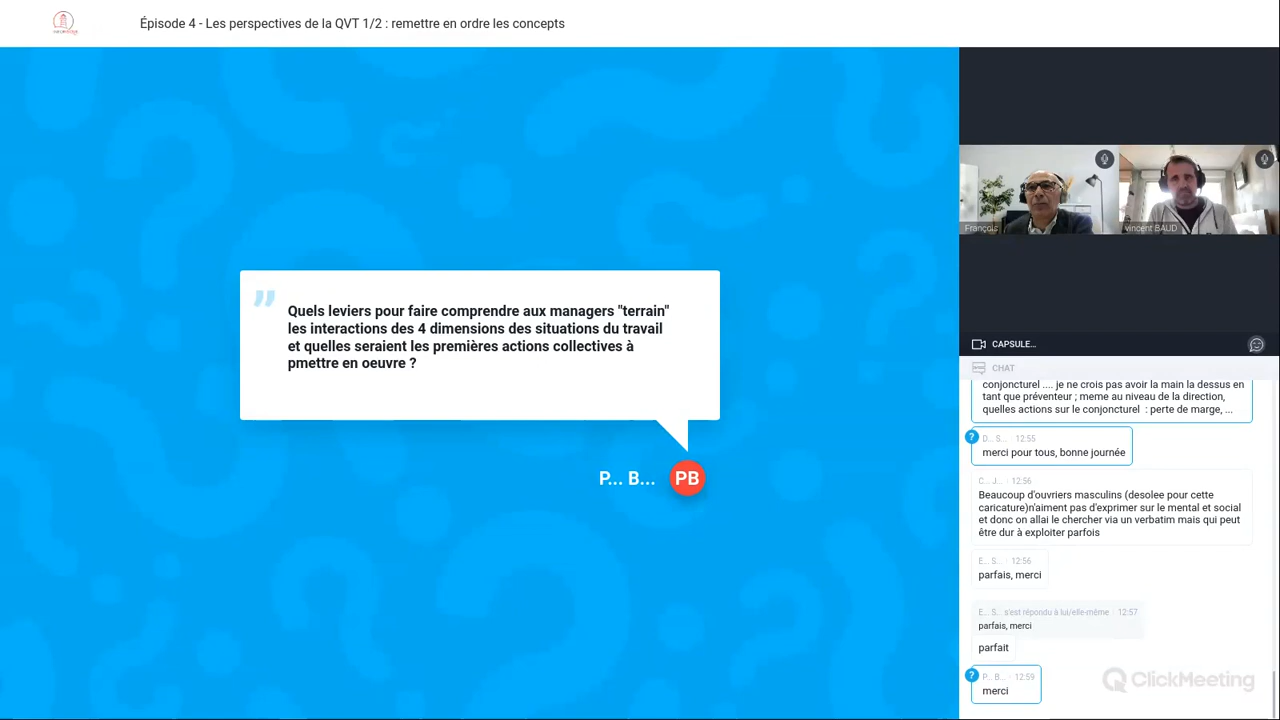 Épisode 4 - Les perspectives de la QVT 1/2 : remettre en ordre les concepts
Quels leviers pour faire comprendre aux managers "terrain"
les interactions des 4 dimensions des situations du travail
et quelles seraient les premières actions collectives à
pmettre en oeuvre ?
P... B...
PB
François
vincent BAUD
CAPSULE...
CHAT
conjoncturel .... je ne crois pas avoir la main la dessus en
tant que préventeur ; meme au niveau de la direction,
quelles actions sur le conjoncturel : perte de marge, ...
?
D... S... · 12:55
merci pour tous, bonne journée
C... J... · 12:56
Beaucoup d'ouvriers masculins (desolee pour cette
caricature)n'aiment pas d'exprimer sur le mental et social
et donc on allai le chercher via un verbatim mais qui peut
être dur à exploiter parfois
E... S... · 12:56
parfais, merci
E... S... s'est répondu à lui/elle-même · 12:57
parfais, merci
parfait
?
P... B... · 12:59
merci
ClickMeeting